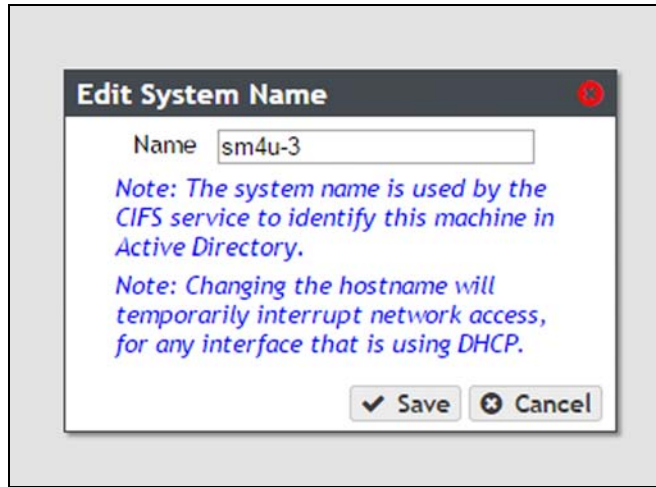 Edit System Name
Name sm4u-3
Note: The system name is used by the
CIFS service to identify this machine in
Active Directory.
Note: Changing the hostname will
temporarily interrupt network access,
for any interface that is using DHCP.
Save Cancel